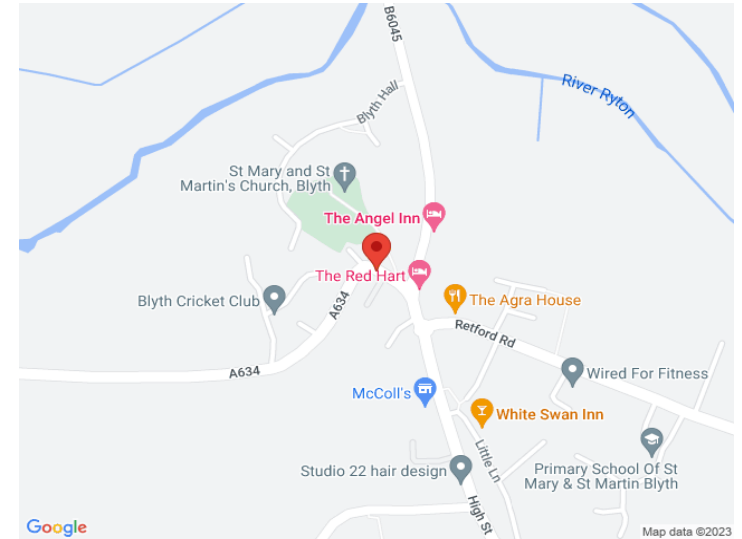 B6045
River Ryton
Blyth Hall
St Mary and St
Martin's Church, Blyth
The Angel Inn
The Red Hart
Blyth Cricket Club
A634
The Agra House
Retford Rd
A634
Wired For Fitness
McColl's
White Swan Inn
Little Ln
Studio 22 hair design
Primary School Of St
Mary & St Martin Blyth
High St
Google
Map data ©2023